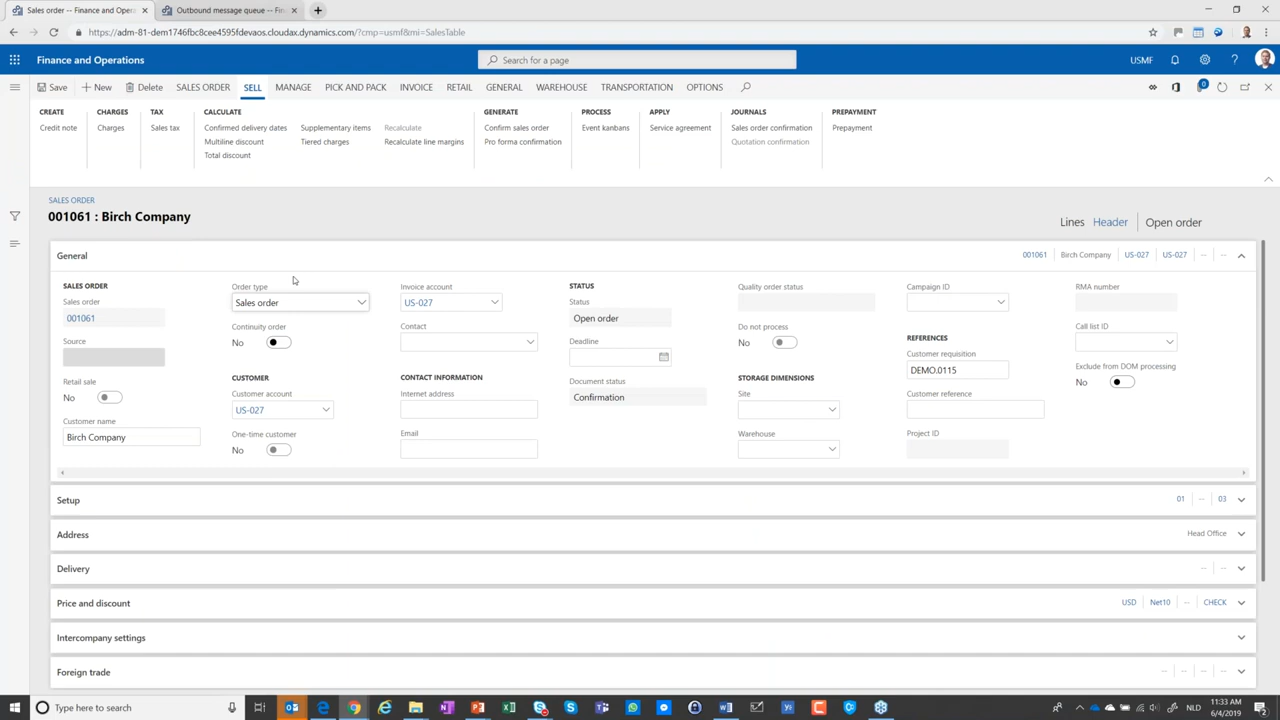 Sales order -- Finance and Opera
Outbound message queue -- Fin
https://adm-81-dem1746fbc8cee4595fdevaos.cloudax.dynamics.com/?cmp=usmf&mi=SalesTable
Finance and Operations
Search for a page
USMF
Save
New
Delete
SALES ORDER
SELL
MANAGE
PICK AND PACK
INVOICE
RETAIL
GENERAL
WAREHOUSE
TRANSPORTATION
OPTIONS
0
CREATE
Credit note
CHARGES
Charges
TAX
Sales tax
CALCULATE
Confirmed delivery dates
Multiline discount
Total discount
Supplementary items
Tiered charges
Recalculate
Recalculate line margins
GENERATE
Confirm sales order
Pro forma confirmation
PROCESS
Event kanbans
APPLY
Service agreement
JOURNALS
Sales order confirmation
Quotation confirmation
PREPAYMENT
Prepayment
SALES ORDER
001061 : Birch Company
Lines
Header
Open order
General
001061
Birch Company
US-027
US-027
--
--
SALES ORDER
Sales order
001061
Source
Retail sale
No
Customer name
Birch Company
Order type
Sales order
Continuity order
No
CUSTOMER
Customer account
US-027
One-time customer
No
Invoice account
US-027
Contact
CONTACT INFORMATION
Internet address
Email
STATUS
Status
Open order
Deadline
Document status
Confirmation
Quality order status
Do not process
No
STORAGE DIMENSIONS
Site
Warehouse
Campaign ID
REFERENCES
Customer requisition
DEMO.0115
Customer reference
Project ID
RMA number
Call list ID
Exclude from DOM processing
No
Setup
01
--
03
Address
Head Office
Delivery
--
--
Price and discount
USD
Net10
--
CHECK
Intercompany settings
Foreign trade
--
--
--
--
Type here to search
NLD
11:33 AM
6/4/2019
2